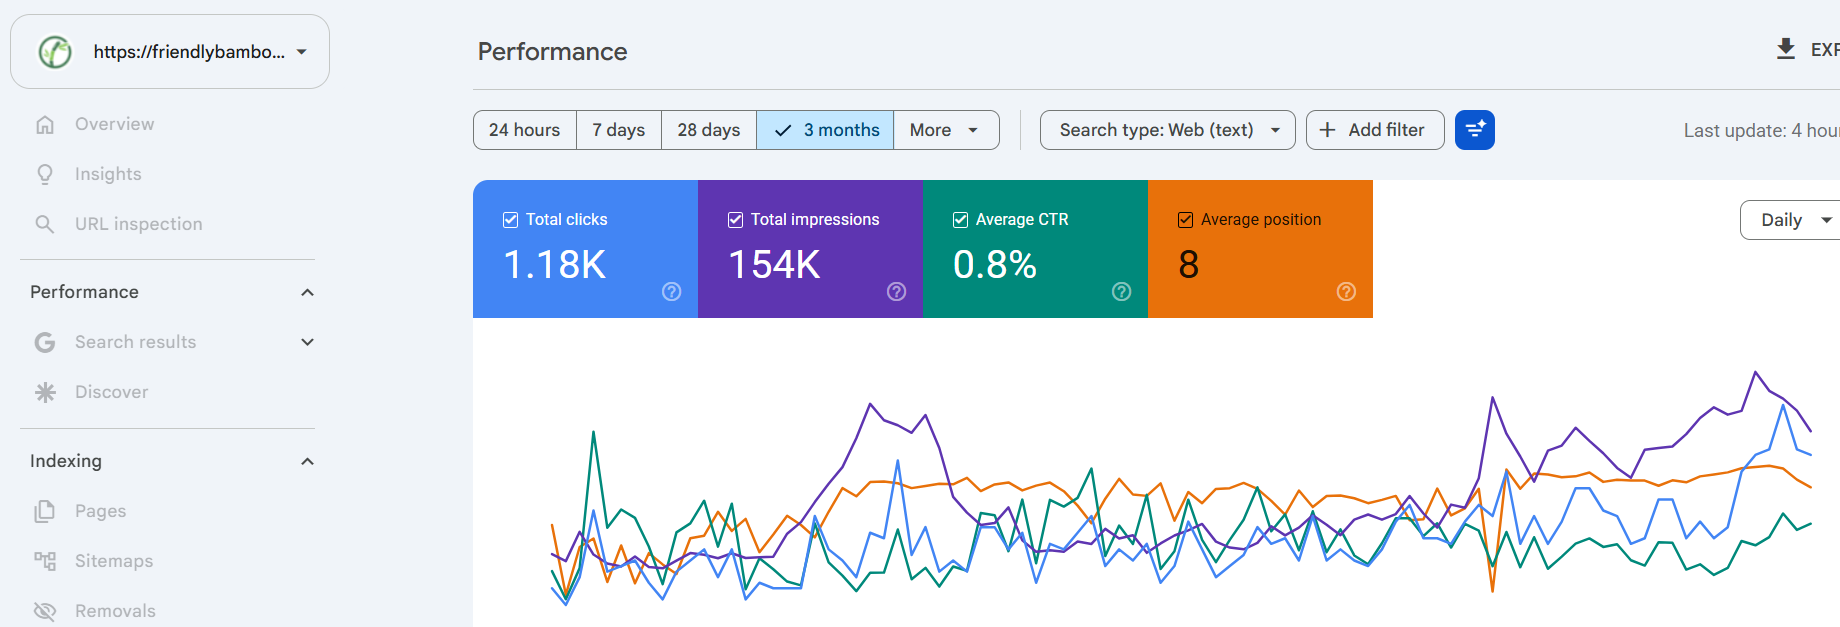 https://friendlybambo...
Overview
Insights
URL inspection
Performance
Search results
Discover
Indexing
Pages
Sitemaps
Removals
Performance
EXP
24 hours
7 days
28 days
3 months
More
Search type: Web (text)
Add filter
Last update: 4 hour
Total clicks
1.18K
Total impressions
154K
Average CTR
0.8%
Average position
8
Daily